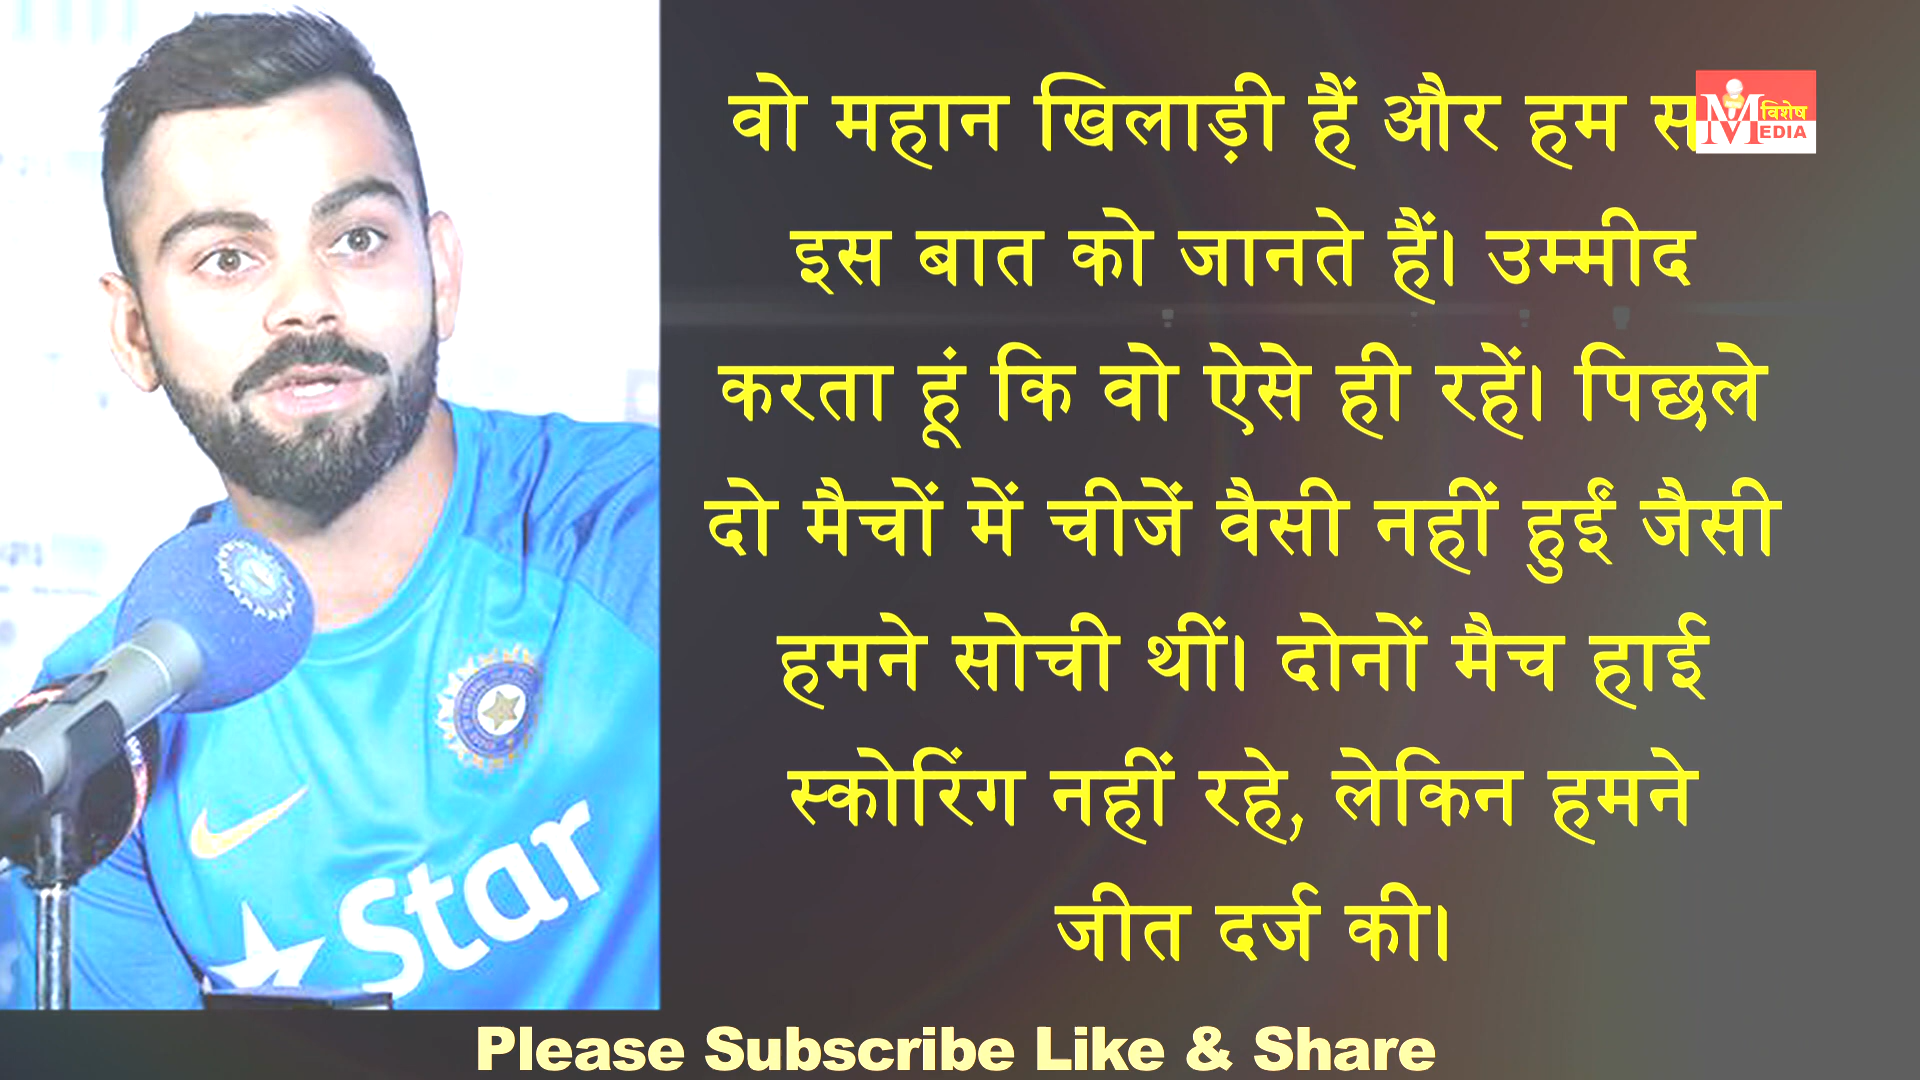 वो महान खिलाड़ी हैं और हम
इस बात को जानते हैं। उम्मीद
करता हूं कि वो ऐसे ही रहें। पिछले
दो मैचों में चीजें वैसी नहीं हुईं जैसी
हमने सोची थीं। दोनों मैच हाई
स्कोरिंग नहीं रहे, लेकिन हमने
जीत दर्ज की।
विशेष
MEDIA
star
Please Subscribe Like & Share